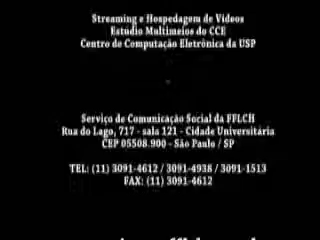 Streaming e Hospedagem de Vídeos
Estúdio Multimeios do CCE
Centro de Computação Eletrônica da USP
Serviço de Comunicação Social da FFLCH
Rua do Lago, 717 - sala 121 - Cidade Universitária
CEP 05508.900 - São Paulo / SP
TEL: (11) 3091-4612 / 3091-4938 / 3091-1513
FAX: (11) 3091-4612